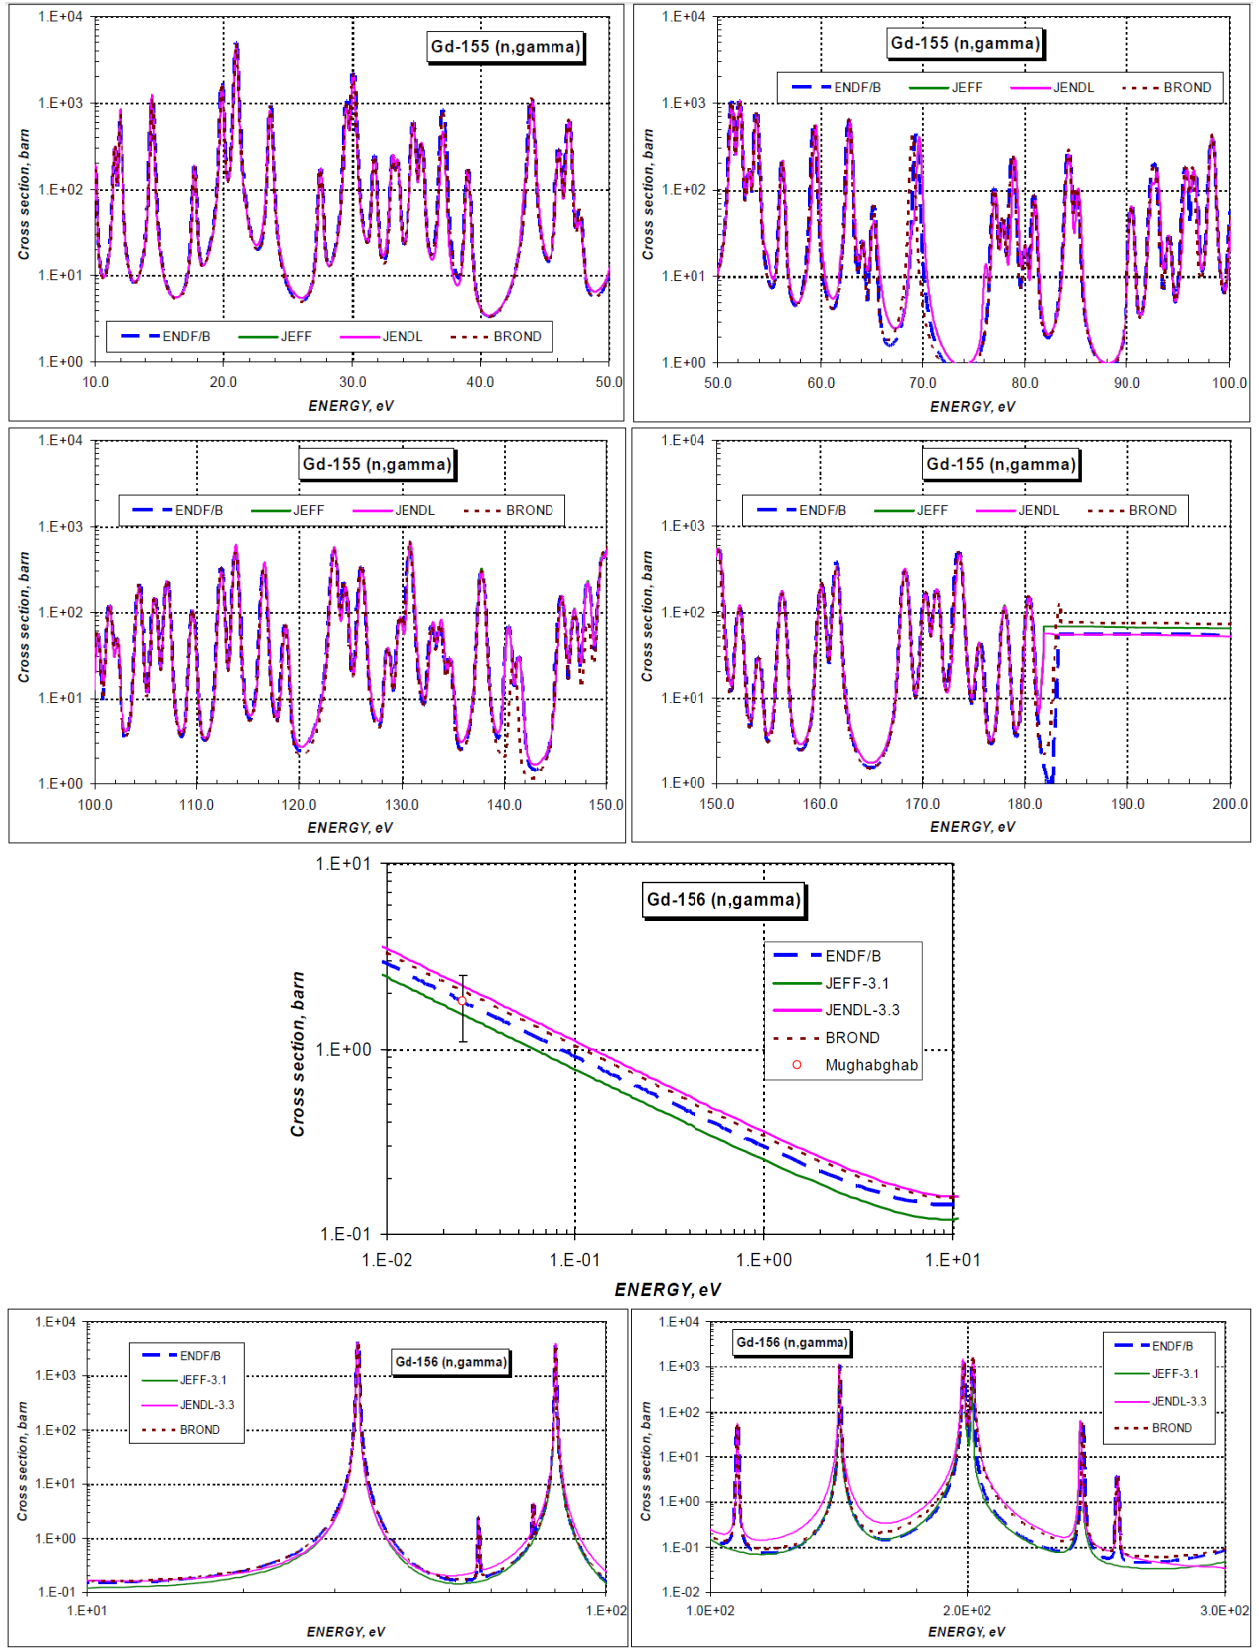 1.E+04
1.E+03
1.E+02
1.E+01
1.E+00
Cross section, barn
Gd-155 (n,gamma)
ENDF/B JEFF JENDL BROND
10.0 20.0 30.0 40.0 50.0
ENERGY, eV
1.E+04
1.E+03
1.E+02
1.E+01
1.E+00
Cross section, barn
Gd-155 (n,gamma)
ENDF/B JEFF JENDL BROND
50.0 60.0 70.0 80.0 90.0 100.0
ENERGY, eV
1.E+04
1.E+03
1.E+02
1.E+01
1.E+00
Cross section, barn
Gd-155 (n,gamma)
ENDF/B JEFF JENDL BROND
100.0 110.0 120.0 130.0 140.0 150.0
ENERGY, eV
1.E+04
1.E+03
1.E+02
1.E+01
1.E+00
Cross section, barn
Gd-155 (n,gamma)
ENDF/B JEFF JENDL BROND
150.0 160.0 170.0 180.0 190.0 200.0
ENERGY, eV
1.E+01
1.E+00
1.E-01
Cross section, barn
Gd-156 (n,gamma)
ENDF/B
JEFF-3.1
JENDL-3.3
BROND
Mughabghab
1.E-02 1.E-01 1.E+00 1.E+01
ENERGY, eV
1.E+04
1.E+03
1.E+02
1.E+01
1.E+00
1.E-01
Cross section, barn
ENDF/B
JEFF-3.1
JENDL-3.3
BROND
Gd-156 (n,gamma)
1.E+01 1.E+02
ENERGY, eV
1.E+04
1.E+03
1.E+02
1.E+01
1.E+00
1.E-01
1.E-02
Cross section, barn
Gd-156 (n,gamma)
ENDF/B
JEFF-3.1
JENDL-3.3
BROND
1.0E+02 2.0E+02 3.0E+02
ENERGY, eV